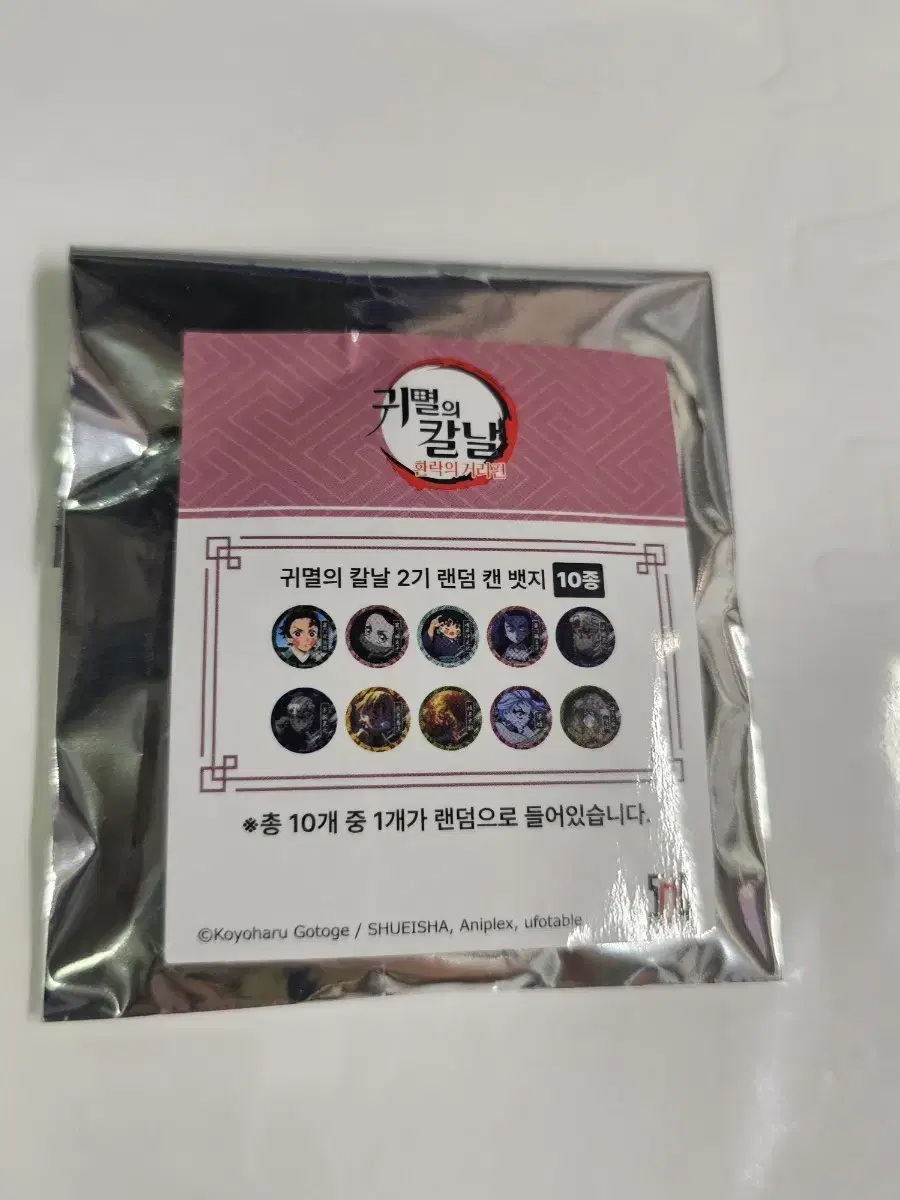 귀멸의
칼날
환락의 거리편
귀멸의 칼날 2기 랜덤 캔 뱃지 10종
※총 10개 중 1개가 랜덤으로 들어있습니다.
©Koyoharu Gotoge / SHUEISHA, Aniplex, ufotable